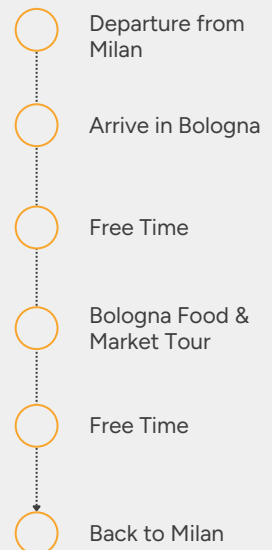 Departure from
Milan
Arrive in Bologna
Free Time
Bologna Food &
Market Tour
Free Time
Back to Milan